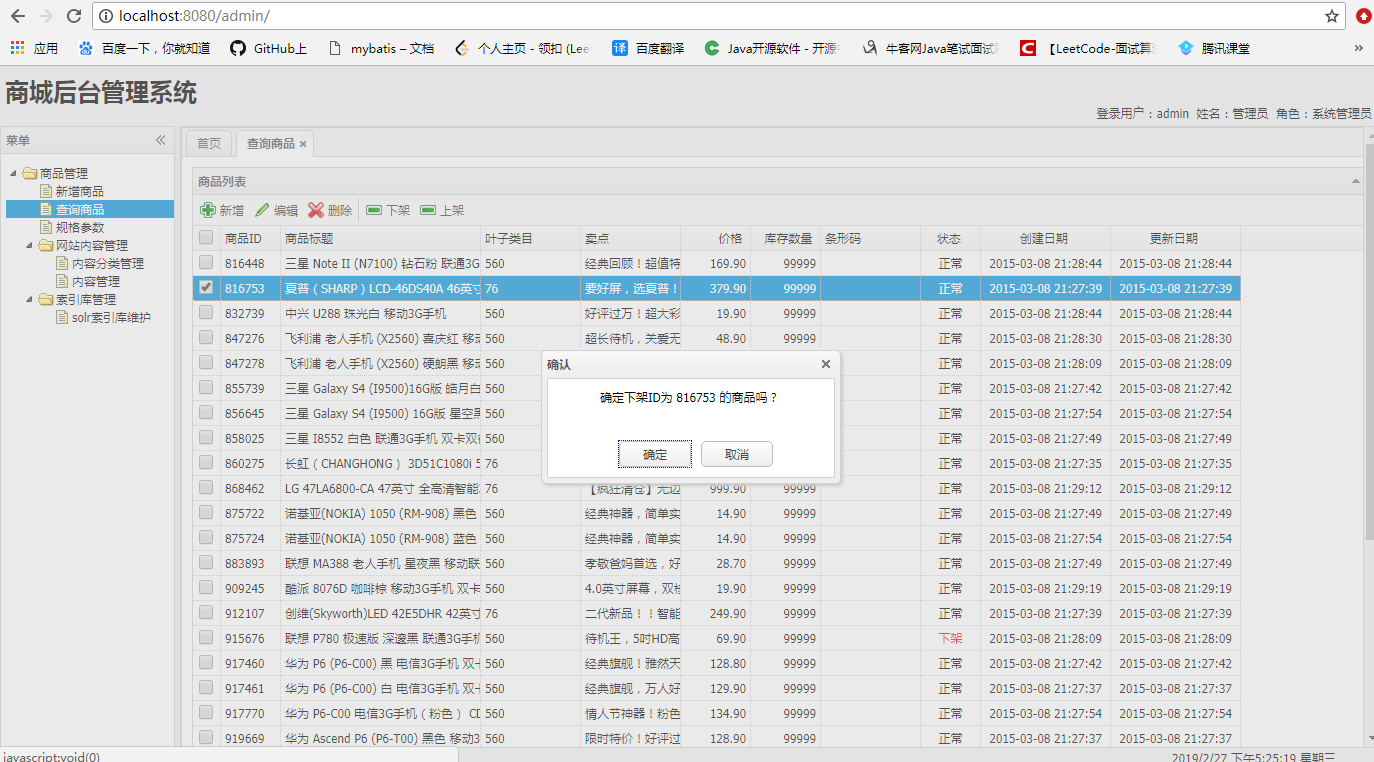 localhost:8080/admin/
应用 百度一下，你就知道 GitHub上 mybatis – 文档 个人主页 - 领扣 (Lee 百度翻译 Java开源软件 - 开源 牛客网Java笔试面试 【LeetCode-面试算 腾讯课堂 »
商城后台管理系统
登录用户：admin 姓名：管理员 角色：系统管理员
菜单
商品管理
新增商品
查询商品
规格参数
网站内容管理
内容分类管理
内容管理
索引库管理
solr索引库维护
首页 查询商品
商品列表
新增 编辑 删除 下架 上架
商品ID 商品标题 叶子类目 卖点 价格 库存数量 条形码 状态 创建日期 更新日期
816448 三星 Note II (N7100) 钻石粉 联通3G 560 经典回顾！超值特 169.90 99999 正常 2015-03-08 21:28:44 2015-03-08 21:28:44
816753 夏普（SHARP）LCD-46DS40A 46英寸 76 要好屏，选夏普！ 379.90 99999 正常 2015-03-08 21:27:39 2015-03-08 21:27:39
832739 中兴 U288 珠光白 移动3G手机 560 好评过万！超大彩 19.90 99999 正常 2015-03-08 21:28:44 2015-03-08 21:28:44
847276 飞利浦 老人手机 (X2560) 喜庆红 移动 560 超长待机，关爱无 48.90 99999 正常 2015-03-08 21:28:30 2015-03-08 21:28:30
847278 飞利浦 老人手机 (X2560) 硬朗黑 移动 正常 2015-03-08 21:28:09 2015-03-08 21:28:09
855739 三星 Galaxy S4 (I9500)16G版 皓月白 正常 2015-03-08 21:27:42 2015-03-08 21:27:42
856645 三星 Galaxy S4 (I9500) 16G版 星空黑 正常 2015-03-08 21:27:54 2015-03-08 21:27:54
858025 三星 I8552 白色 联通3G手机 双卡双待 正常 2015-03-08 21:27:49 2015-03-08 21:27:49
860275 长虹（CHANGHONG） 3D51C1080i 5 76 正常 2015-03-08 21:27:35 2015-03-08 21:27:35
868462 LG 47LA6800-CA 47英寸 全高清智能 76 【疯狂清仓】无边 999.90 99999 正常 2015-03-08 21:29:12 2015-03-08 21:29:12
875722 诺基亚(NOKIA) 1050 (RM-908) 黑色 560 经典神器，简单实 14.90 99999 正常 2015-03-08 21:27:49 2015-03-08 21:27:49
875724 诺基亚(NOKIA) 1050 (RM-908) 蓝色 560 经典神器，简单实 14.90 99999 正常 2015-03-08 21:27:54 2015-03-08 21:27:54
883893 联想 MA388 老人手机 星夜黑 移动联 560 孝敬爸妈首选，好 28.70 99999 正常 2015-03-08 21:27:49 2015-03-08 21:27:49
909245 酷派 8076D 咖啡棕 移动3G手机 双卡 560 4.0英寸屏幕，双核 19.90 99999 正常 2015-03-08 21:29:19 2015-03-08 21:29:19
912107 创维(Skyworth)LED 42E5DHR 42英寸 76 二代新品！！智能 249.90 99999 正常 2015-03-08 21:27:39 2015-03-08 21:27:39
915676 联想 P780 极速版 深邃黑 联通3G手机 560 待机王，5吋HD高 69.90 99999 下架 2015-03-08 21:28:09 2015-03-08 21:28:09
917460 华为 P6 (P6-C00) 黑 电信3G手机 双卡 560 经典旗舰！雅然天 128.80 99999 正常 2015-03-08 21:27:42 2015-03-08 21:27:42
917461 华为 P6 (P6-C00) 白 电信3G手机 双卡 560 经典旗舰，万人好 129.90 99999 正常 2015-03-08 21:27:37 2015-03-08 21:27:37
917770 华为 P6-C00 电信3G手机（粉色） CD 560 情人节神器！粉色 134.90 99999 正常 2015-03-08 21:27:54 2015-03-08 21:27:54
919669 华为 Ascend P6 (P6-T00) 黑色 移动3 560 限时特价！好评过 128.90 99999 正常 2015-03-08 21:27:37 2015-03-08 21:27:37
确认
确定下架ID为 816753 的商品吗？
确定 取消
javascript:void(0)
2019/2/27 下午5:25:19 星期三